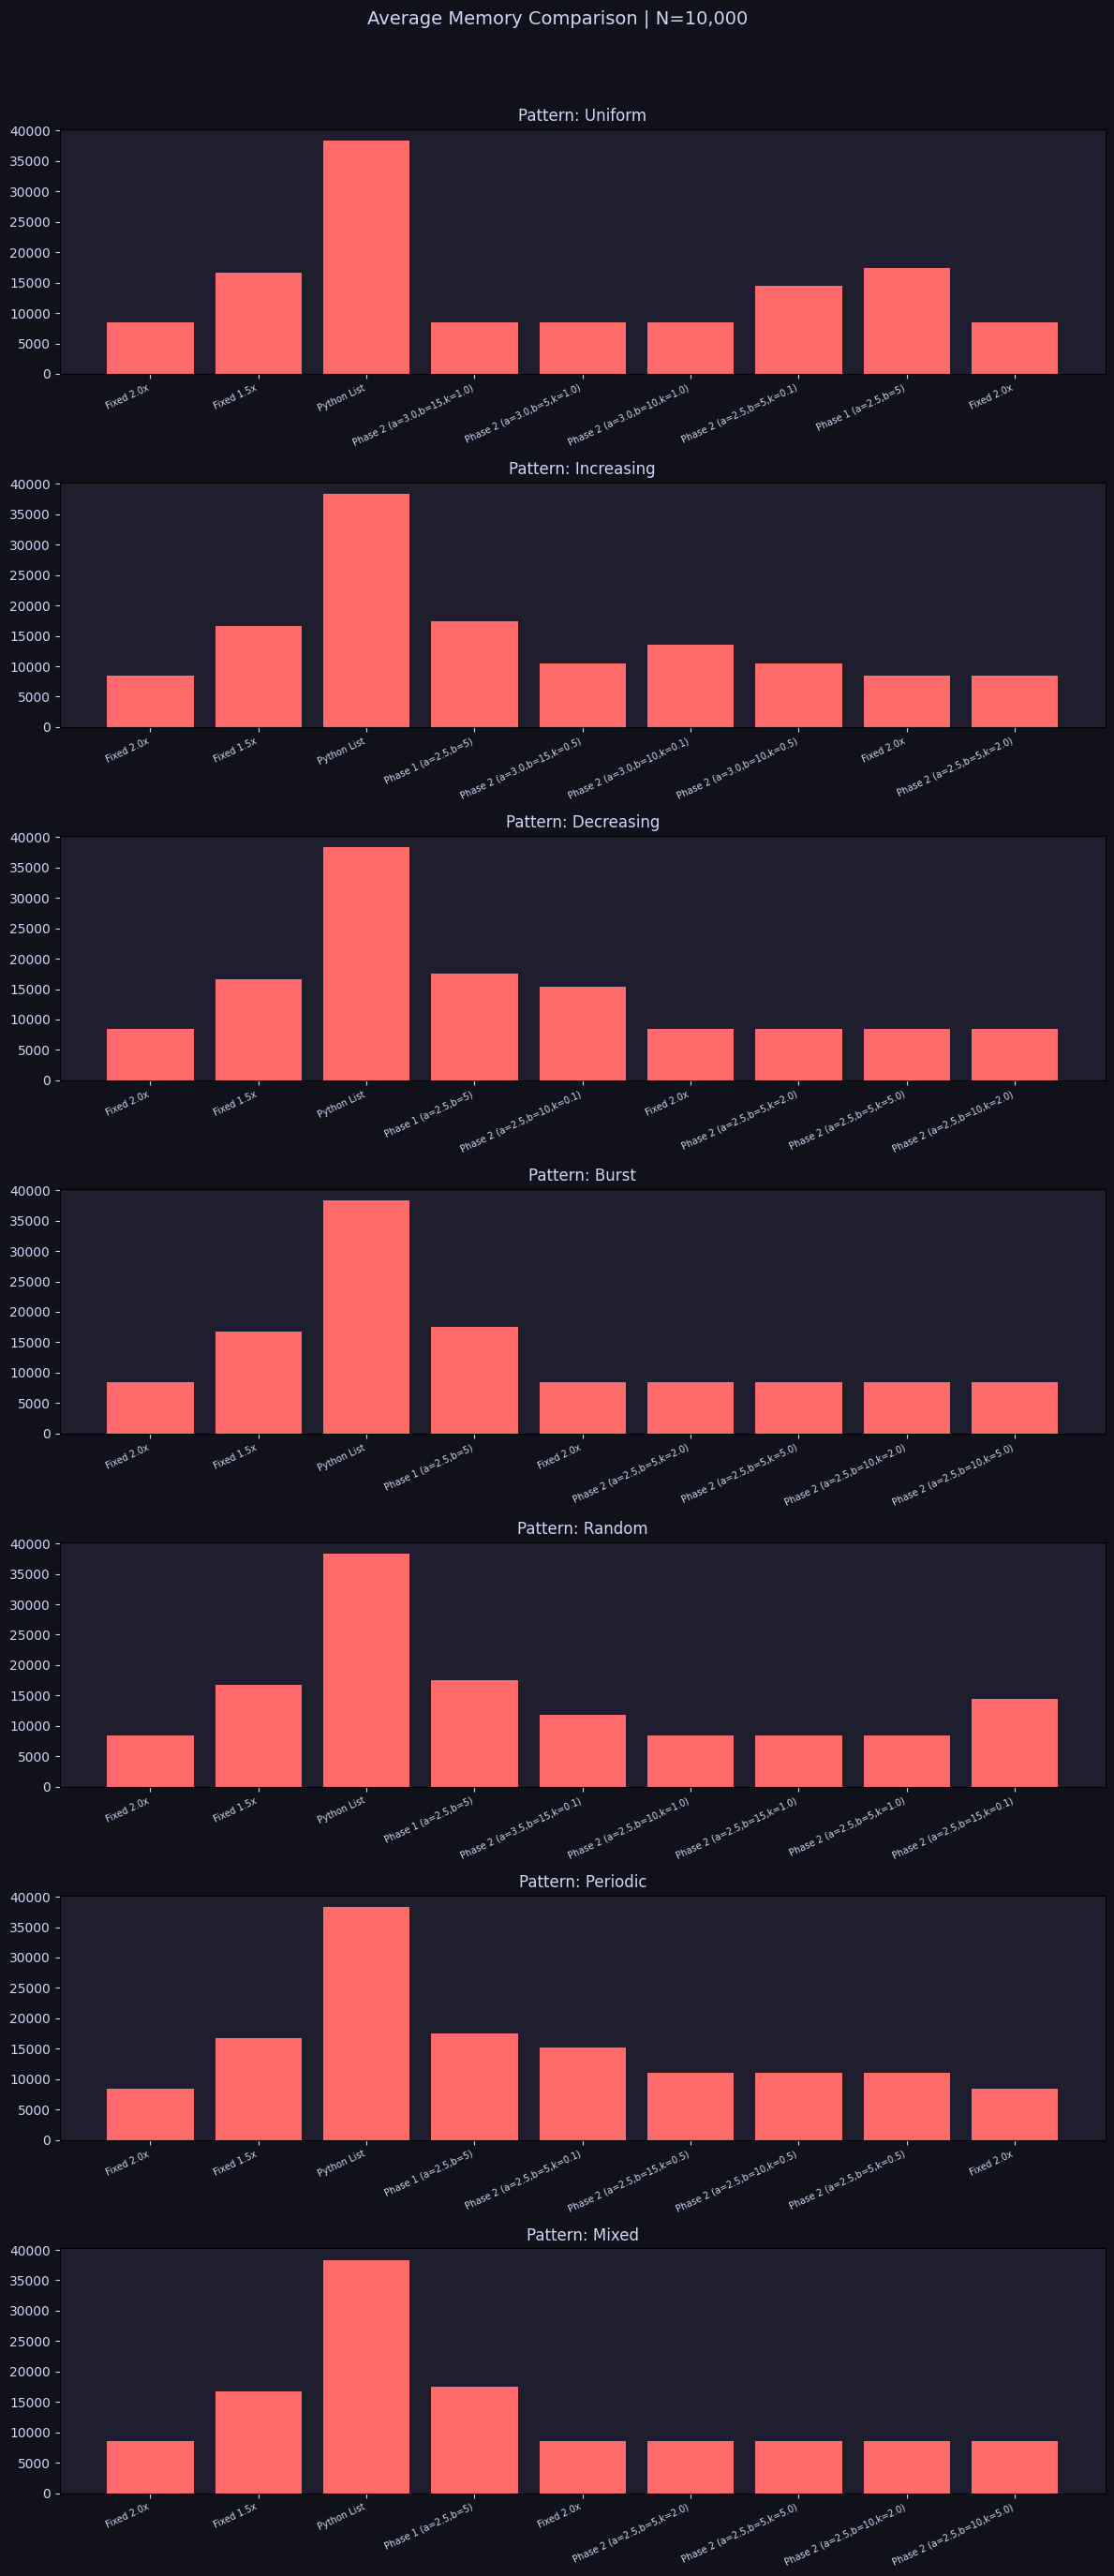 Average Memory Comparison | N=10,000
Pattern: Uniform
40000
35000
30000
25000
20000
15000
10000
5000
0
Fixed 2.0x
Fixed 1.5x
Python List
Phase 2 (a=3.0,b=15,k=1.0)
Phase 2 (a=3.0,b=5,k=1.0)
Phase 2 (a=3.0,b=10,k=1.0)
Phase 2 (a=2.5,b=5,k=0.1)
Phase 1 (a=2.5,b=5)
Fixed 2.0x
Pattern: Increasing
40000
35000
30000
25000
20000
15000
10000
5000
0
Fixed 2.0x
Fixed 1.5x
Python List
Phase 1 (a=2.5,b=5)
Phase 2 (a=3.0,b=15,k=0.5)
Phase 2 (a=3.0,b=10,k=0.1)
Phase 2 (a=3.0,b=10,k=0.5)
Fixed 2.0x
Phase 2 (a=2.5,b=5,k=2.0)
Pattern: Decreasing
40000
35000
30000
25000
20000
15000
10000
5000
0
Fixed 2.0x
Fixed 1.5x
Python List
Phase 1 (a=2.5,b=5)
Phase 2 (a=2.5,b=10,k=0.1)
Fixed 2.0x
Phase 2 (a=2.5,b=5,k=2.0)
Phase 2 (a=2.5,b=5,k=5.0)
Phase 2 (a=2.5,b=10,k=2.0)
Pattern: Burst
40000
35000
30000
25000
20000
15000
10000
5000
0
Fixed 2.0x
Fixed 1.5x
Python List
Phase 1 (a=2.5,b=5)
Fixed 2.0x
Phase 2 (a=2.5,b=5,k=2.0)
Phase 2 (a=2.5,b=5,k=5.0)
Phase 2 (a=2.5,b=10,k=2.0)
Phase 2 (a=2.5,b=10,k=5.0)
Pattern: Random
40000
35000
30000
25000
20000
15000
10000
5000
0
Fixed 2.0x
Fixed 1.5x
Python List
Phase 1 (a=2.5,b=5)
Phase 2 (a=3.5,b=15,k=0.1)
Phase 2 (a=2.5,b=10,k=1.0)
Phase 2 (a=2.5,b=15,k=1.0)
Phase 2 (a=2.5,b=5,k=1.0)
Phase 2 (a=2.5,b=15,k=0.1)
Pattern: Periodic
40000
35000
30000
25000
20000
15000
10000
5000
0
Fixed 2.0x
Fixed 1.5x
Python List
Phase 1 (a=2.5,b=5)
Phase 2 (a=2.5,b=5,k=0.1)
Phase 2 (a=2.5,b=15,k=0.5)
Phase 2 (a=2.5,b=10,k=0.5)
Phase 2 (a=2.5,b=5,k=0.5)
Fixed 2.0x
Pattern: Mixed
40000
35000
30000
25000
20000
15000
10000
5000
0
Fixed 2.0x
Fixed 1.5x
Python List
Phase 1 (a=2.5,b=5)
Fixed 2.0x
Phase 2 (a=2.5,b=5,k=2.0)
Phase 2 (a=2.5,b=5,k=5.0)
Phase 2 (a=2.5,b=10,k=2.0)
Phase 2 (a=2.5,b=10,k=5.0)